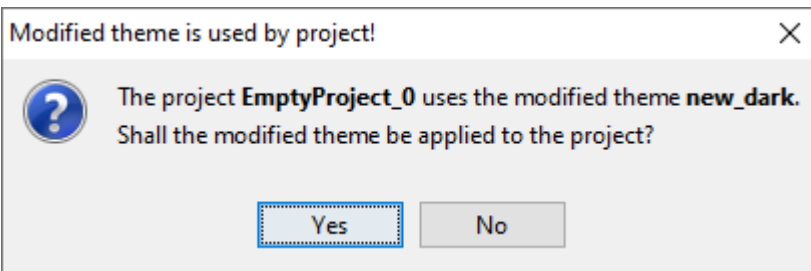 Modified theme is used by project!
The project EmptyProject_0 uses the modified theme new_dark.
Shall the modified theme be applied to the project?
Yes No